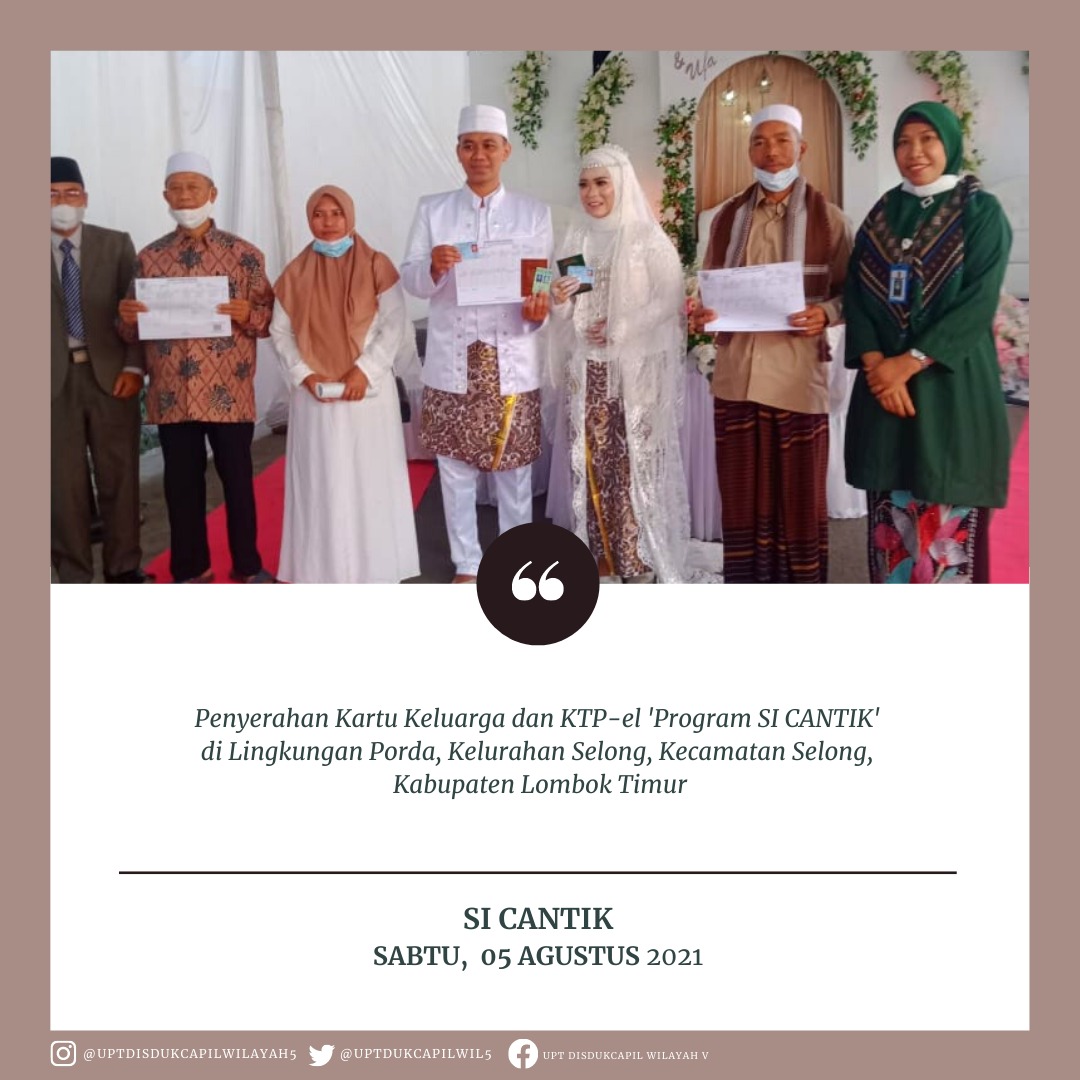 & Ufa
Penyerahan Kartu Keluarga dan KTP-el 'Program SI CANTIK'
di Lingkungan Porda, Kelurahan Selong, Kecamatan Selong,
Kabupaten Lombok Timur
SI CANTIK
SABTU, 05 AGUSTUS 2021
@UPTDISDUKCAPILWILAYAH5 @UPTDUKCAPILWIL5 UPT DISDUKCAPIL WILAYAH V